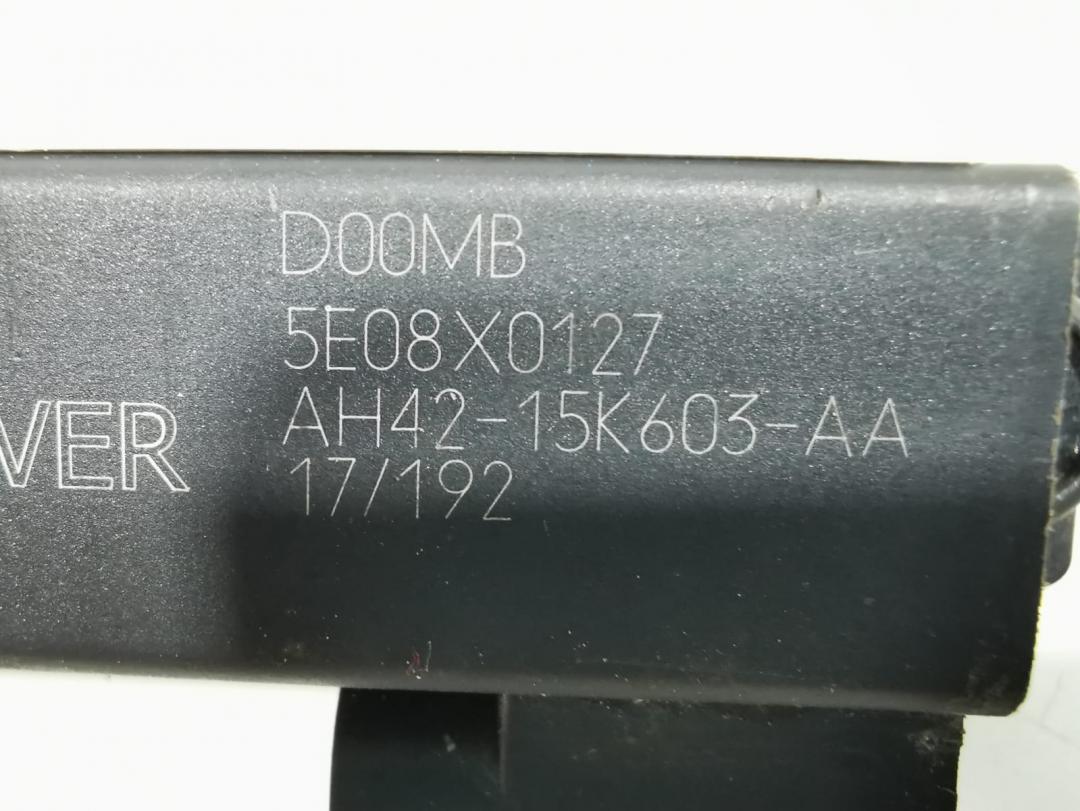 D00MB
5E08X0127
VER
AH42-15K603-AA
17/192